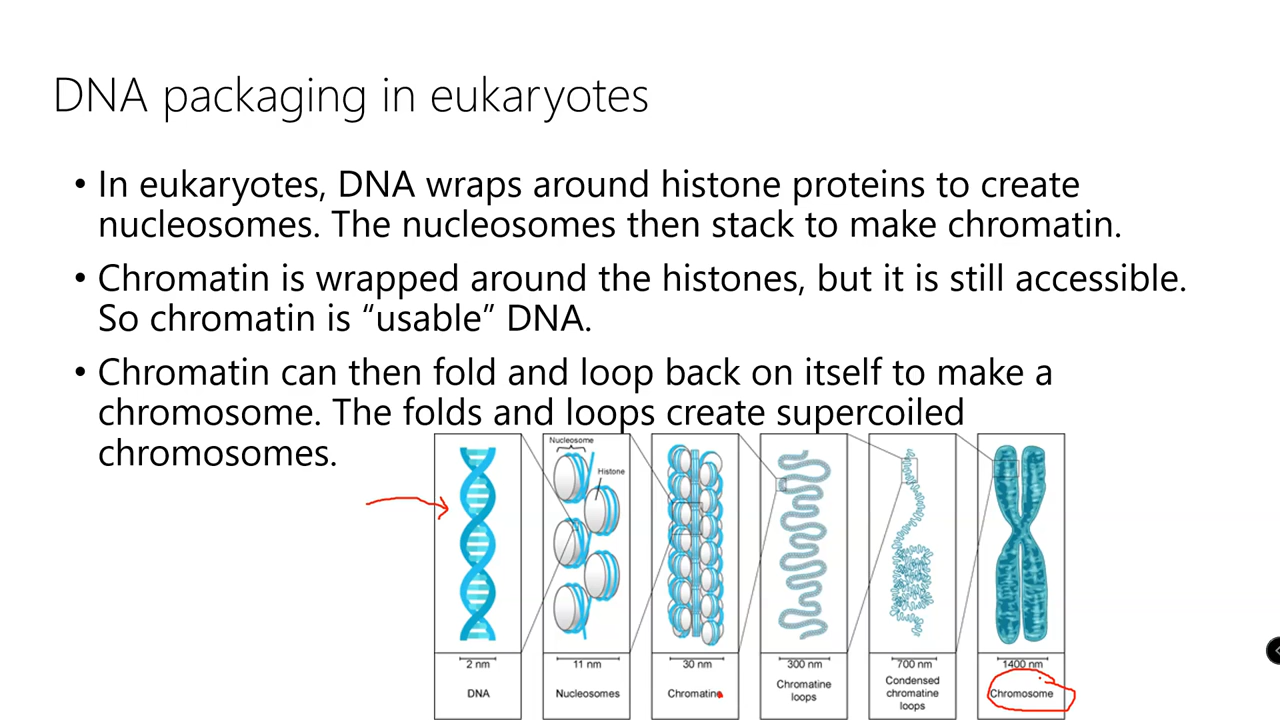 DNA packaging in eukaryotes
• In eukaryotes, DNA wraps around histone proteins to create
nucleosomes. The nucleosomes then stack to make chromatin.
• Chromatin is wrapped around the histones, but it is still accessible.
So chromatin is “usable” DNA.
• Chromatin can then fold and loop back on itself to make a
chromosome. The folds and loops create supercoiled
chromosomes.
Nucleosome
Histone
2 nm
11 nm
30 nm
300 nm
700 nm
1400 nm
DNA
Nucleosomes
Chromatine
Chromatine
loops
Condensed
chromatine
loops
Chromosome